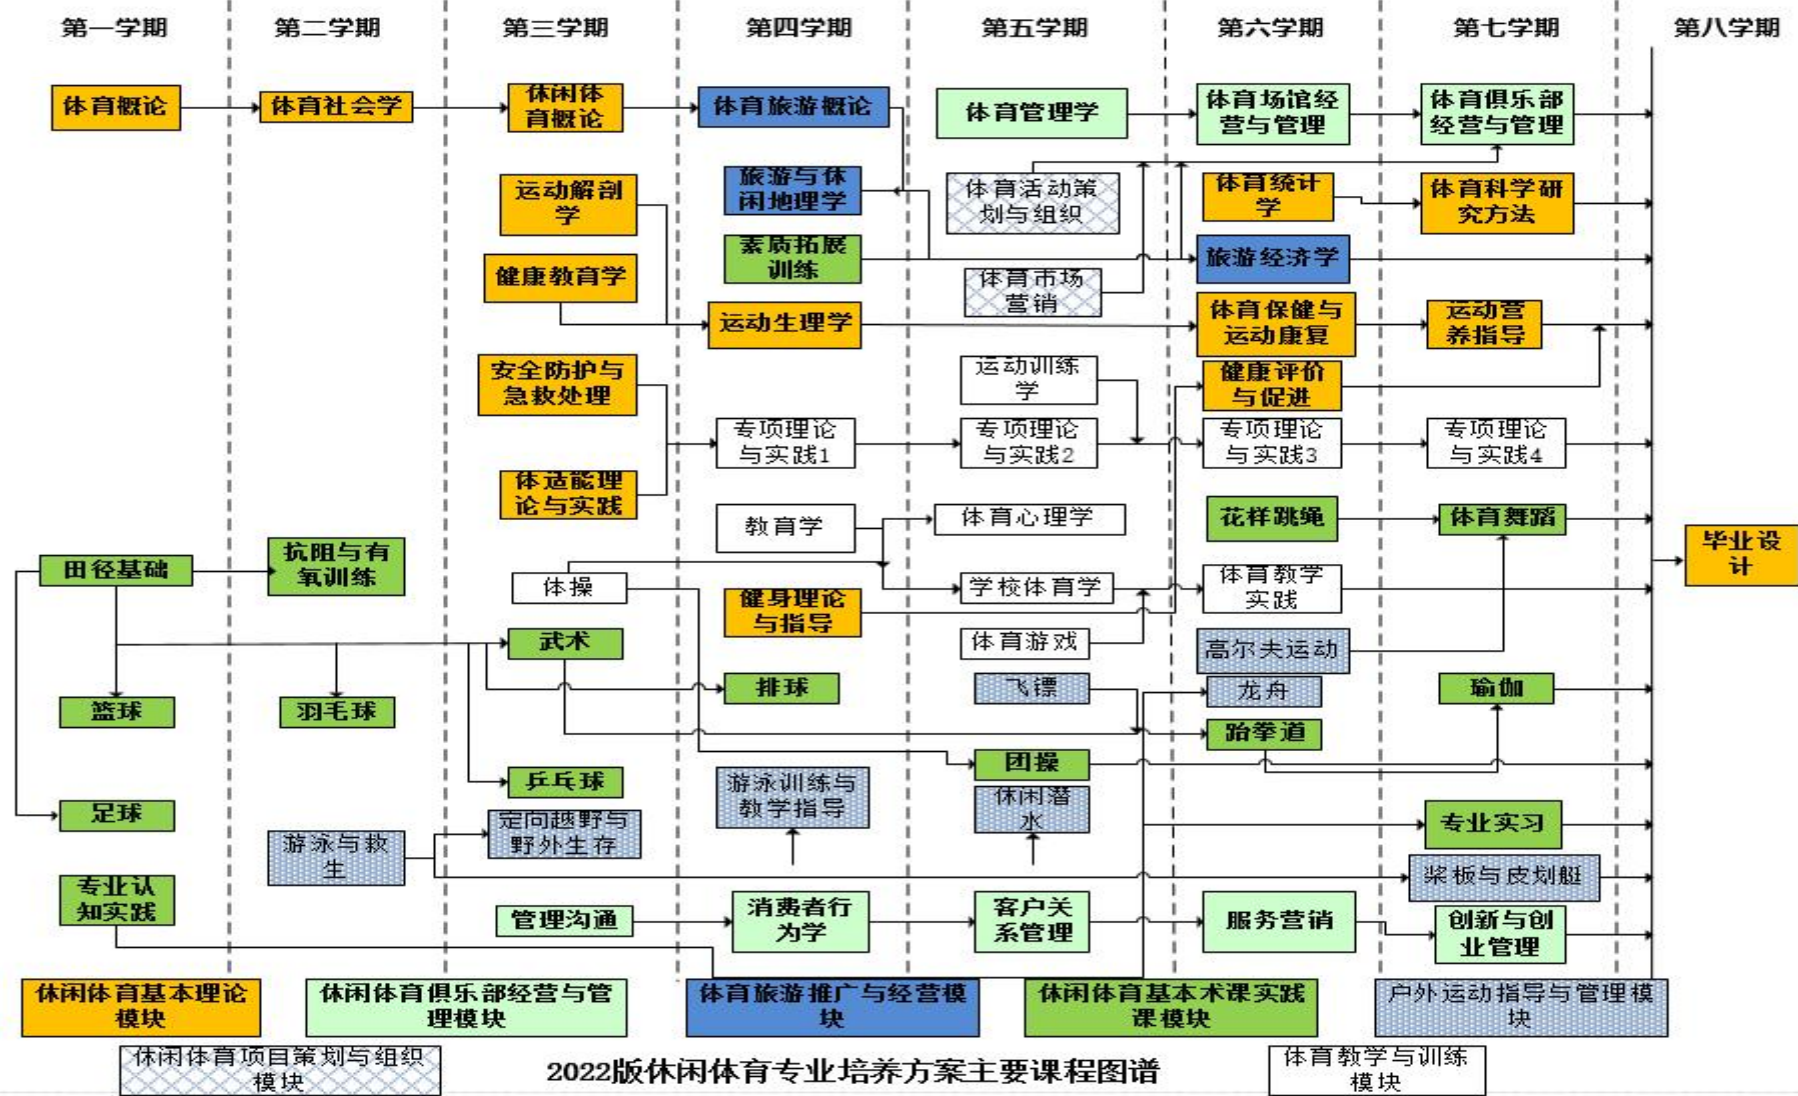 第一学期
第二学期
第三学期
第四学期
第五学期
第六学期
第七学期
第八学期
体育概论
体育社会学
休闲体
育概论
体育旅游概论
体育管理学
体育场馆经
营与管理
体育俱乐部
经营与管理
运动解剖
学
旅游与休
闲地理学
体育活动策
划与组织
体育统计
学
体育科学研
究方法
健康教育学
素质拓展
训练
体育市场
营销
旅游经济学
运动生理学
体育保健与
运动康复
运动营
养指导
安全防护与
急救处理
运动训练
学
健康评价
与促进
专项理论
与实践1
专项理论
与实践2
专项理论
与实践3
专项理论
与实践4
体适能理
论与实践
教育学
体育心理学
花样跳绳
体育舞蹈
毕业设
计
田径基础
抗阻与有
氧训练
体操
健身理论
与指导
学校体育学
体育教学
实践
武术
体育游戏
高尔夫运动
篮球
羽毛球
排球
飞镖
龙舟
瑜伽
跆拳道
乒乓球
游泳训练与
教学指导
团操
休闲潜
水
足球
游泳与救
生
定向越野与
野外生存
专业实习
桨板与皮划艇
专业认
知实践
管理沟通
消费者行
为学
客户关
系管理
服务营销
创新与创
业管理
休闲体育基本理论
模块
休闲体育俱乐部经营与管
理模块
体育旅游推广与经营模
块
休闲体育基本术课实践
课模块
户外运动指导与管理模
块
休闲体育项目策划与组织
模块
2022版休闲体育专业培养方案主要课程图谱
体育教学与训练
模块